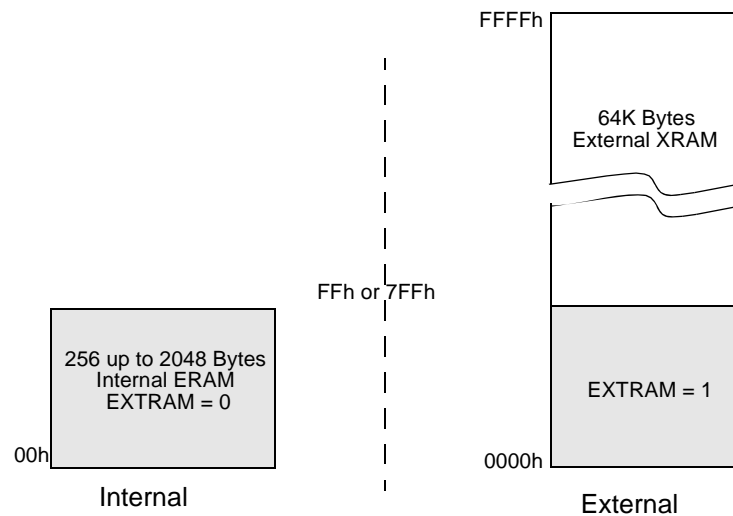 FFFFh
64K Bytes
External XRAM
FFh or 7FFh
256 up to 2048 Bytes
Internal ERAM
EXTRAM = 0
EXTRAM = 1
00h
0000h
Internal
External